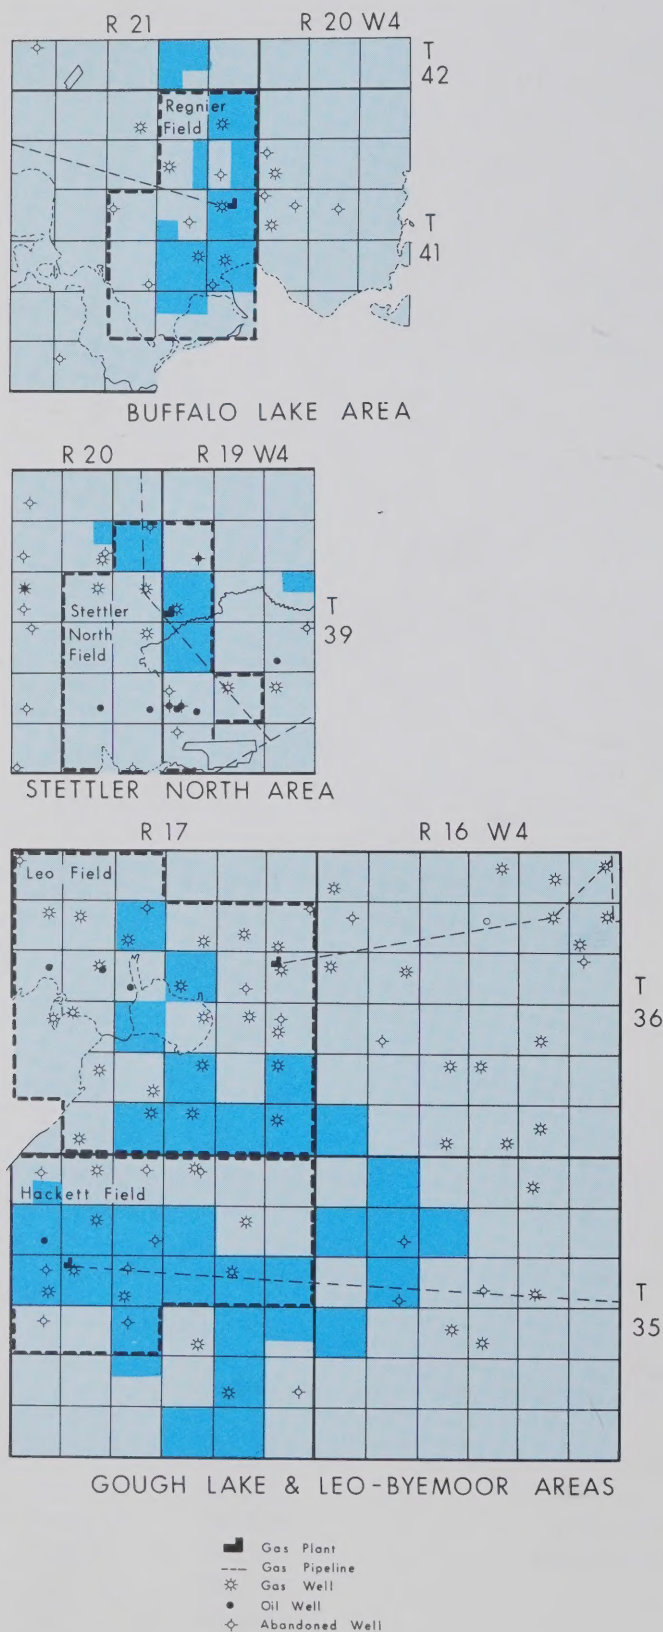 R 21 R 20 W4
T
42
Regnier
Field
T
41
BUFFALO LAKE AREA
R 20 R 19 W4
Stettler
North
Field
T
39
STETTLER NORTH AREA
R 17 R 16 W4
Leo Field
T
36
Hackett Field
T
35
GOUGH LAKE & LEO-BYEMOOR AREAS
Gas Plant
Gas Pipeline
Gas Well
Oil Well
Abandoned Well